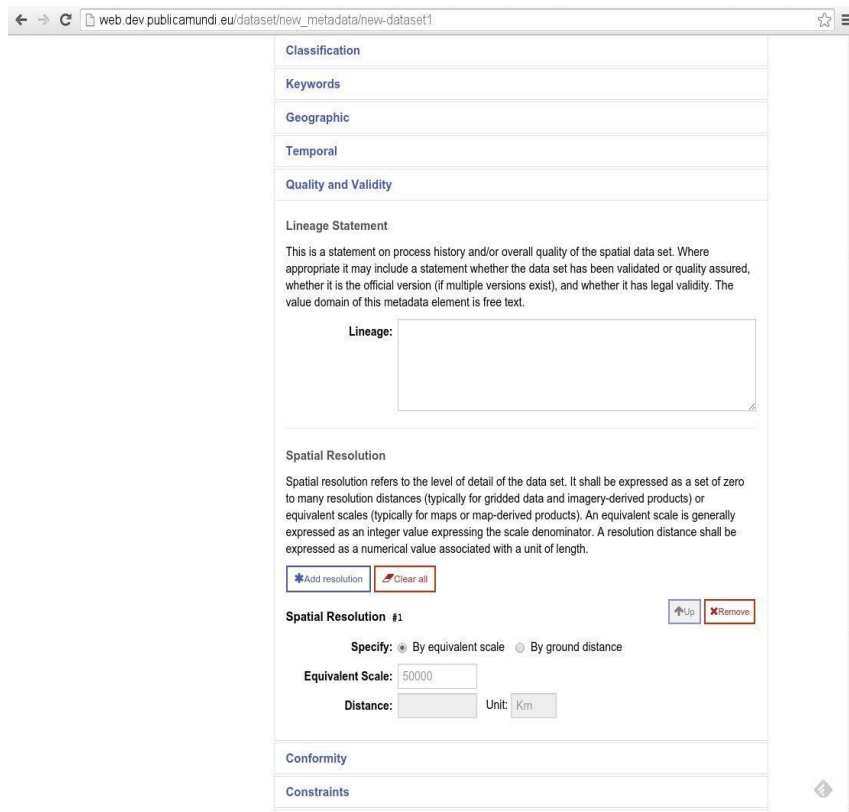 web.dev.publicamundi.eu/dataset/new_metadata/new-dataset1
Classification
Keywords
Geographic
Temporal
Quality and Validity
Lineage Statement
This is a statement on process history and/or overall quality of the spatial data set. Where
appropriate it may include a statement whether the data set has been validated or quality assured,
whether it is the official version (if multiple versions exist), and whether it has legal validity. The
value domain of this metadata element is free text.
Lineage:
Spatial Resolution
Spatial resolution refers to the level of detail of the data set. It shall be expressed as a set of zero
to many resolution distances (typically for gridded data and imagery-derived products) or
equivalent scales (typically for maps or map-derived products). An equivalent scale is generally
expressed as an integer value expressing the scale denominator. A resolution distance shall be
expressed as a numerical value associated with a unit of length.
Add resolution Clear all
Spatial Resolution #1 Up Remove
Specify: By equivalent scale By ground distance
Equivalent Scale: 50000
Distance: Unit: Km
Conformity
Constraints